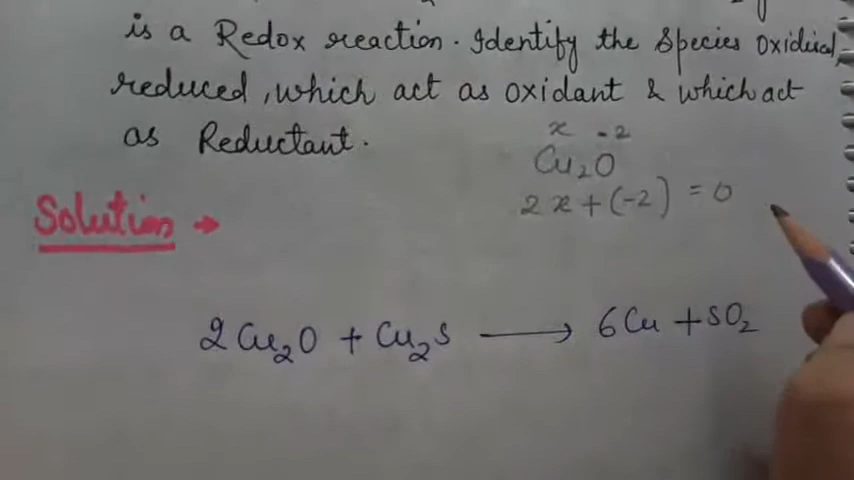 is a Redox reaction. Identify the species oxidised,
reduced, which act as oxidant & which act
as Reductant.
x -2
Cu₂O
2x + (-2) = 0
Solution →
2Cu₂O + Cu₂S → 6Cu + SO₂